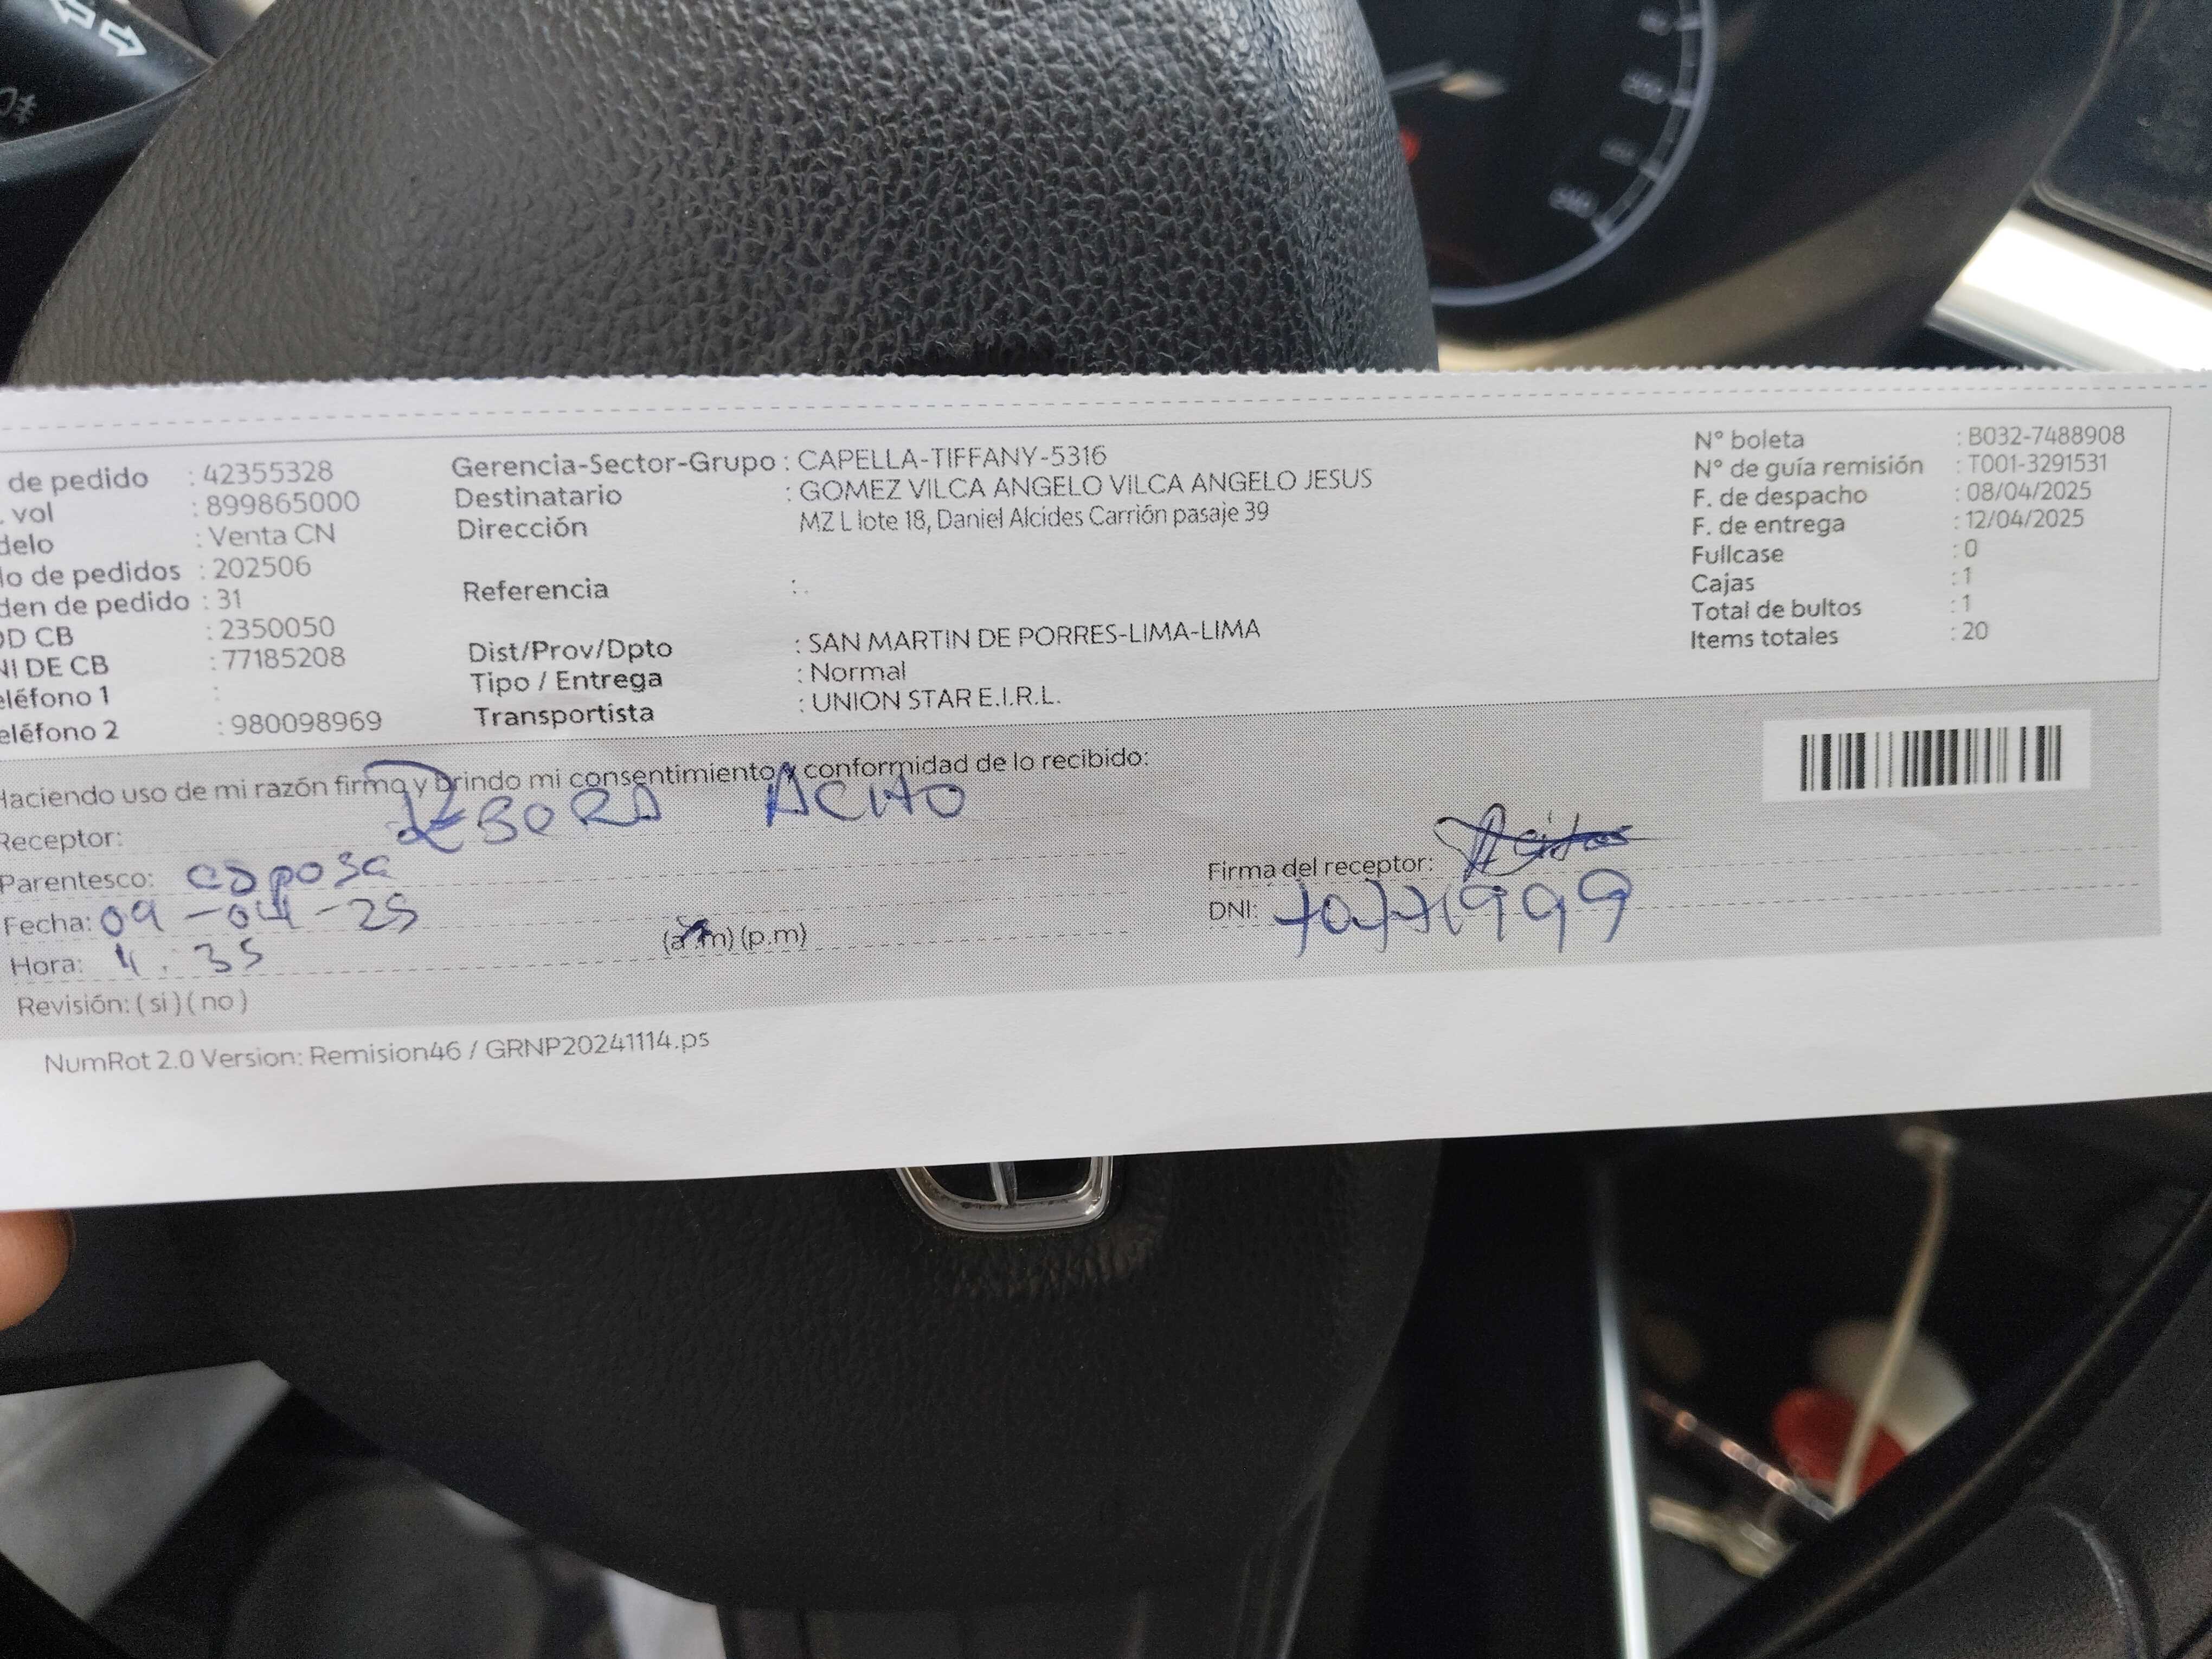 de pedido : 42355328
. vol : 899865000
delo : Venta CN
lo de pedidos : 202506
den de pedido : 31
OD CB : 2350050
NI DE CB : 77185208
eléfono 1 :
eléfono 2 : 980098969
Gerencia-Sector-Grupo : CAPELLA-TIFFANY-5316
Destinatario : GOMEZ VILCA ANGELO VILCA ANGELO JESUS
Dirección MZ L lote 18, Daniel Alcides Carrión pasaje 39
Referencia : .
Dist/Prov/Dpto : SAN MARTIN DE PORRES-LIMA-LIMA
Tipo / Entrega : Normal
Transportista : UNION STAR E.I.R.L.
N° boleta : B032-7488908
N° de guía remisión : T001-3291531
F. de despacho : 08/04/2025
F. de entrega : 12/04/2025
Fullcase : 0
Cajas : 1
Total de bultos : 1
Items totales : 20
Haciendo uso de mi razón firmo y brindo mi consentimiento y conformidad de lo recibido:
Receptor: DEBORA ACHO
Parentesco: esposa
Fecha: 09-04-25
Hora: 4:35 (a.m) (p.m)
Revisión: ( si ) ( no )
Firma del receptor:
DNI:
NumRot 2.0 Version: Remision46 / GRNP20241114.ps